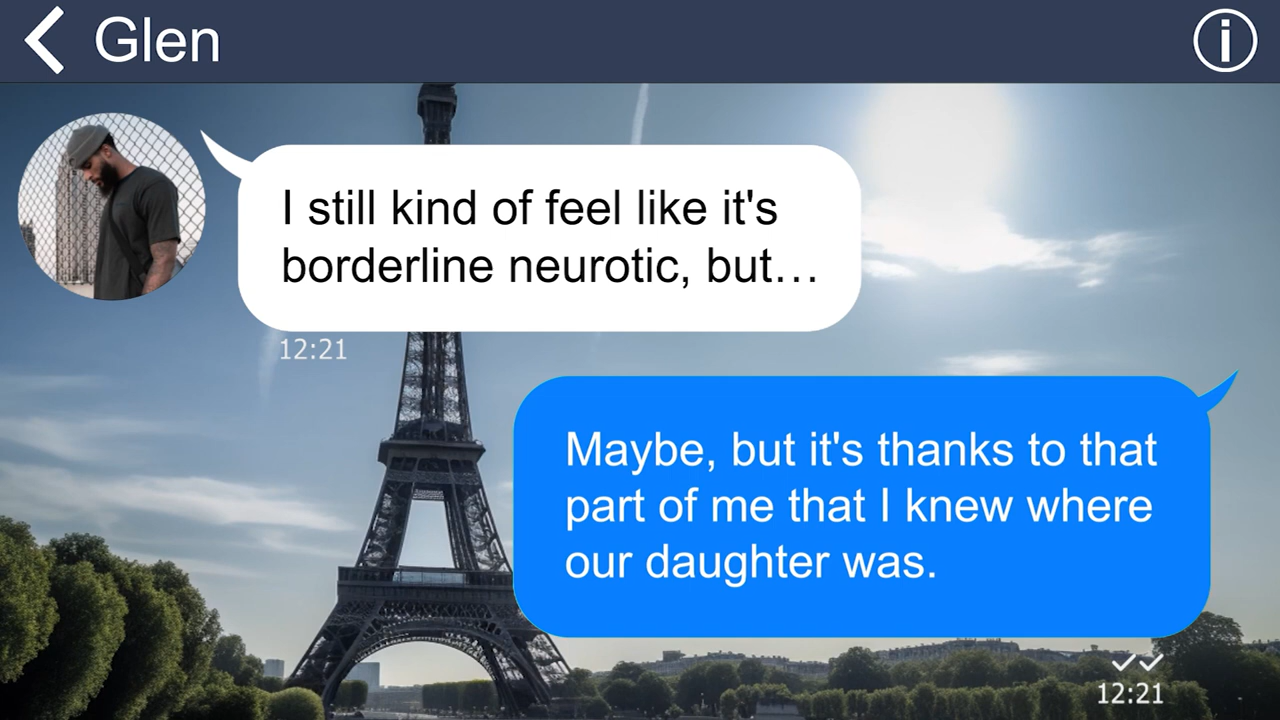 Glen
I still kind of feel like it's
borderline neurotic, but...
12:21
Maybe, but it's thanks to that
part of me that I knew where
our daughter was.
12:21